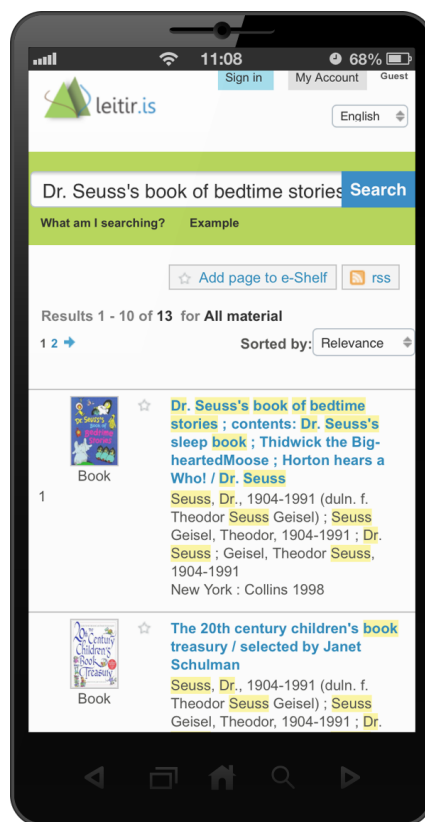 11:08 68%
Sign in My Account Guest
leitir.is
English
Dr. Seuss's book of bedtime stories Search
What am I searching? Example
Add page to e-Shelf rss
Results 1 - 10 of 13 for All material
1 2 Sorted by: Relevance
Dr. Seuss's book of bedtime
stories ; contents: Dr. Seuss's
sleep book ; Thidwick the Big-
heartedMoose ; Horton hears a
Who! / Dr. Seuss
Book
1
Seuss, Dr., 1904-1991 (duln. f.
Theodor Seuss Geisel) ; Seuss
Geisel, Theodor, 1904-1991 ; Dr.
Seuss ; Geisel, Theodor Seuss,
1904-1991
New York : Collins 1998
The 20th century children's book
treasury / selected by Janet
Schulman
20th
Century
Children's
Book
Treasury
Book
Seuss, Dr., 1904-1991 (duln. f.
Theodor Seuss Geisel) ; Seuss
Geisel, Theodor, 1904-1991 ; Dr.